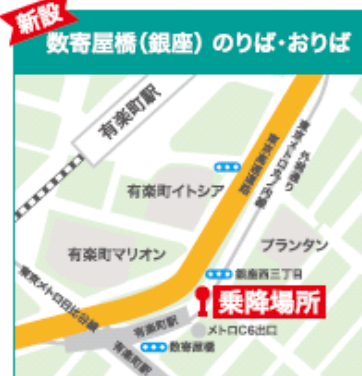 新設
数寄屋橋(銀座)のりば・おりば
有楽町駅
有楽町イトシア
東京高速道路
外堀通り
東京メトロ丸ノ内線
有楽町マリオン
プランタン
銀座西三丁目
乗降場所
東京メトロ日比谷線
有楽町駅
メトロC6出口
数寄屋橋
有楽町駅